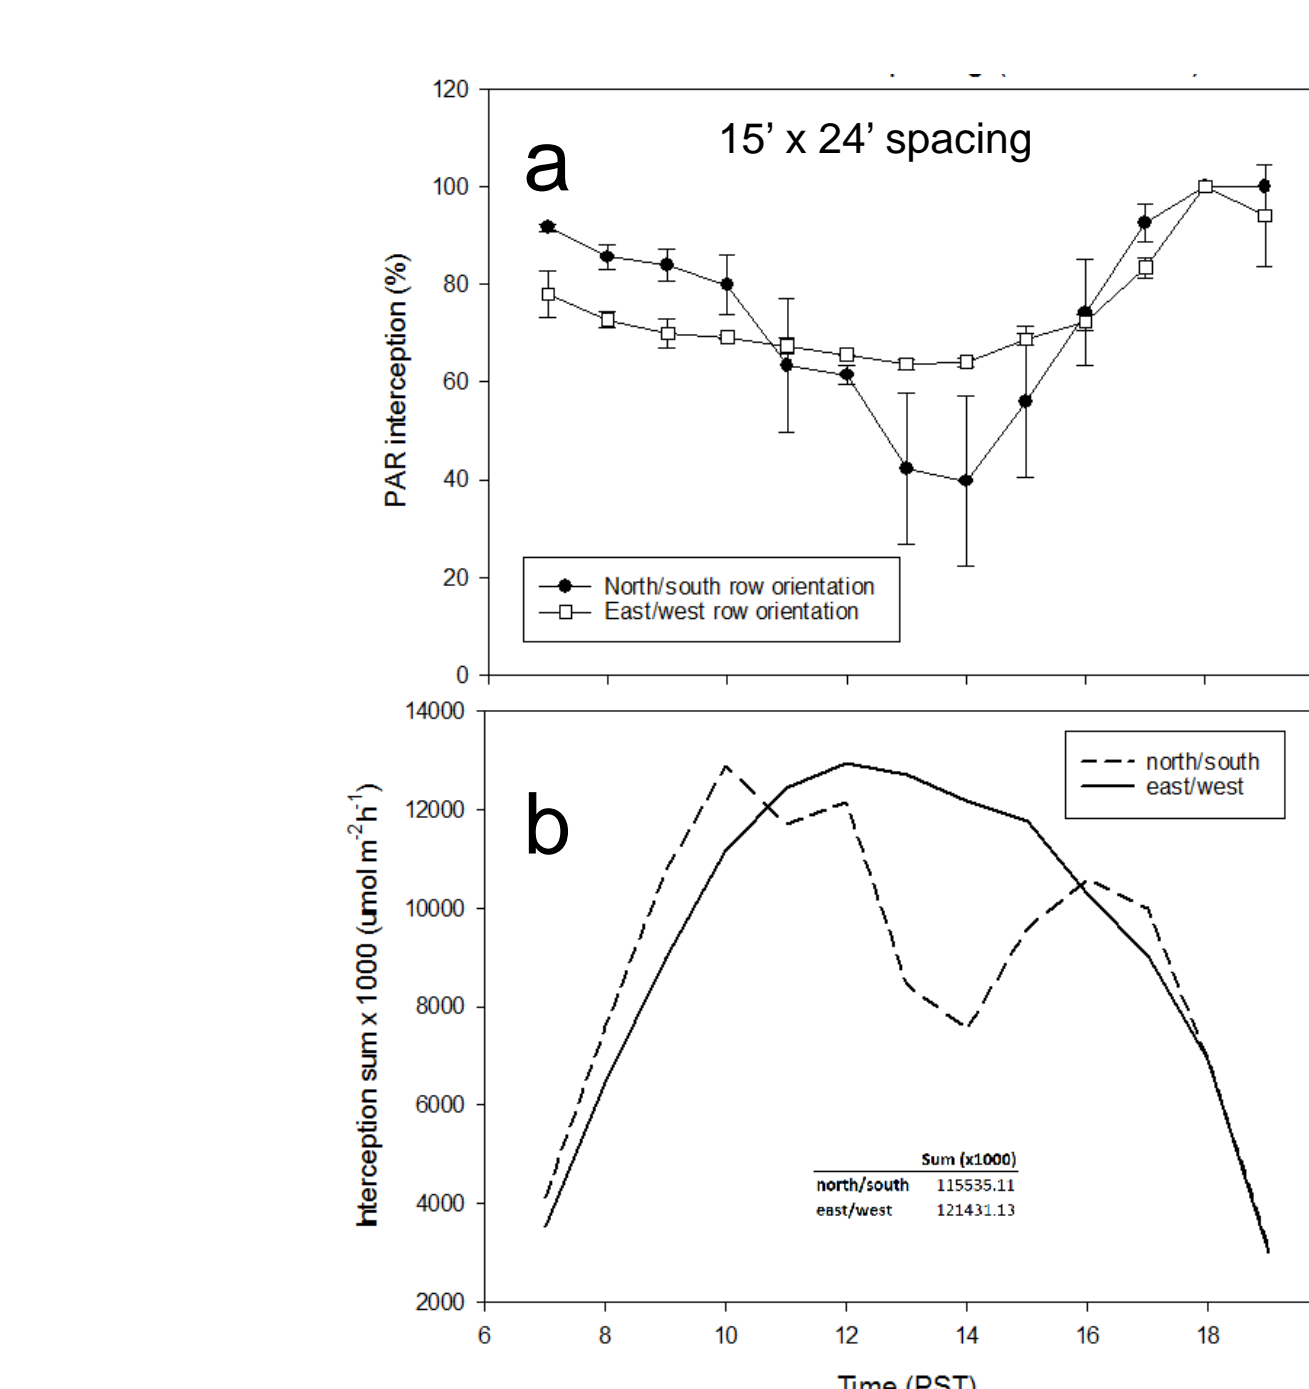 120
15’ x 24’ spacing
a
100
80
60
40
20
0
PAR interception (%)
North/south row orientation
East/west row orientation
14000
12000
10000
8000
6000
4000
2000
Interception sum x 1000 (umol m-2h-1)
b
north/south
east/west
Sum (x1000)
north/south 115535.11
east/west 121431.13
6 8 10 12 14 16 18
Time (PST)